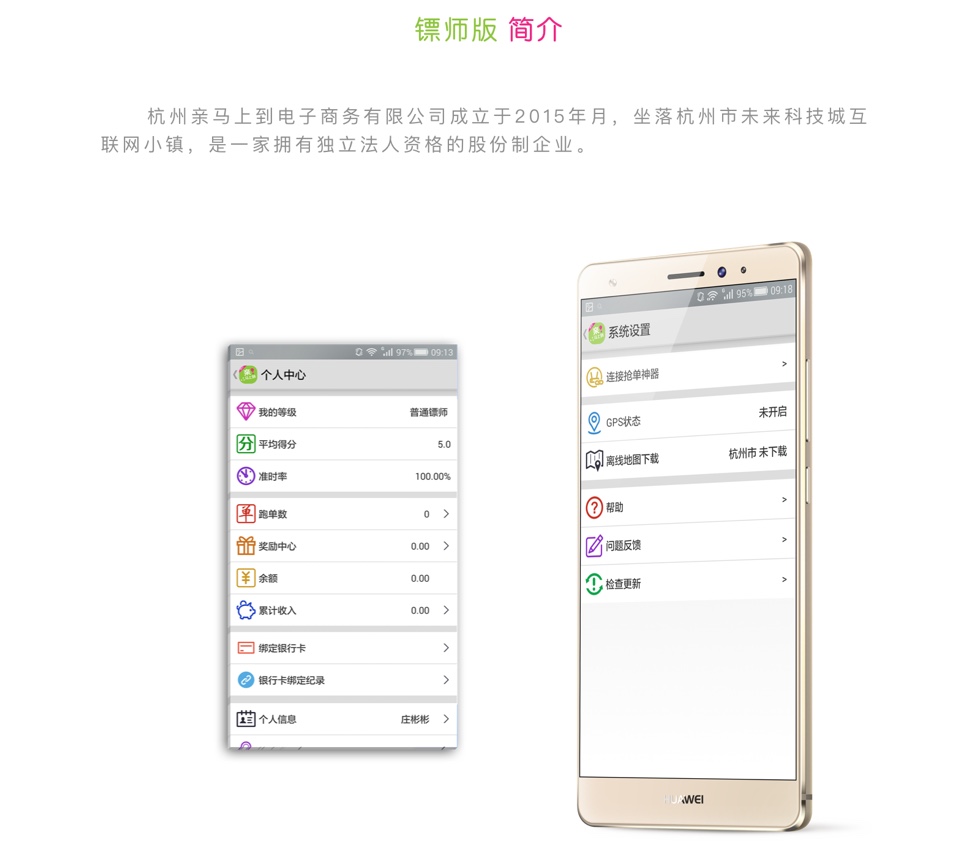 镖师版 简介
杭州亲马上到电子商务有限公司成立于2015年月，坐落杭州市未来科技城互
联网小镇，是一家拥有独立法人资格的股份制企业。
97% 09:13
个人中心
我的等级 普通镖师
分 平均得分 5.0
准时率 100.00%
单 跑单数 0 >
奖励中心 0.00 >
¥ 余额 0.00
累计收入 0.00 >
绑定银行卡 >
银行卡绑定纪录 >
个人信息 庄彬彬 >
95% 09:18
系统设置
连接抢单神器 >
GPS状态 未开启
离线地图下载 杭州市 未下载
? 帮助 >
问题反馈 >
检查更新 >
HUAWEI